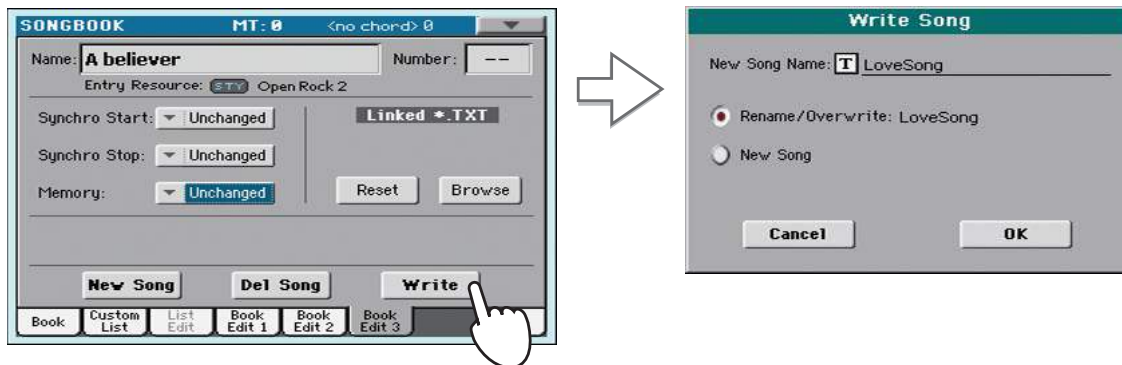 SONGBOOK MT: 0 <no chord> 0
Name: A believer Number: --
Entry Resource: STY Open Rock 2
Synchro Start: Unchanged Linked *.TXT
Synchro Stop: Unchanged
Memory: Unchanged Reset Browse
New Song Del Song Write
Book Custom List List Edit Book Edit 1 Book Edit 2 Book Edit 3
Write Song
New Song Name: T LoveSong
Rename/Overwrite: LoveSong
New Song
Cancel OK